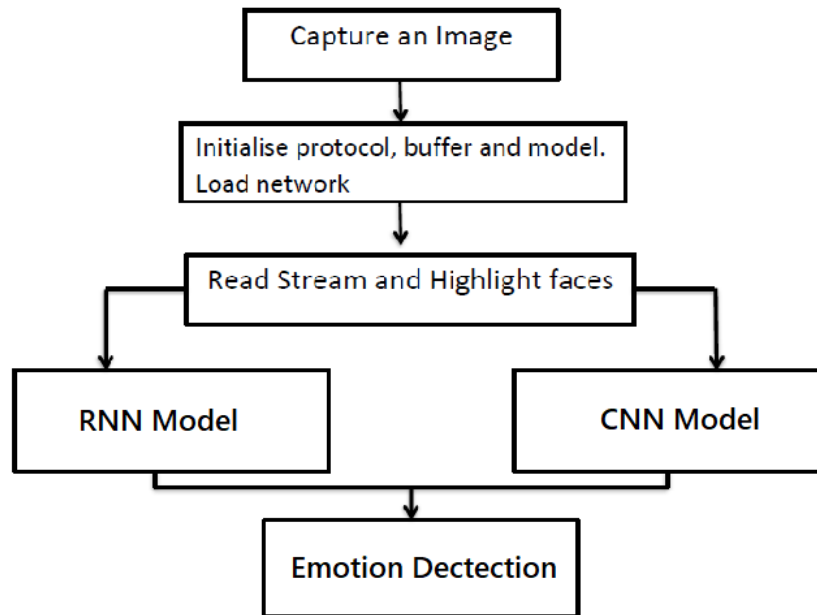 Capture an Image
Initialise protocol, buffer and model.
Load network
Read Stream and Highlight faces
RNN Model
CNN Model
Emotion Dectection